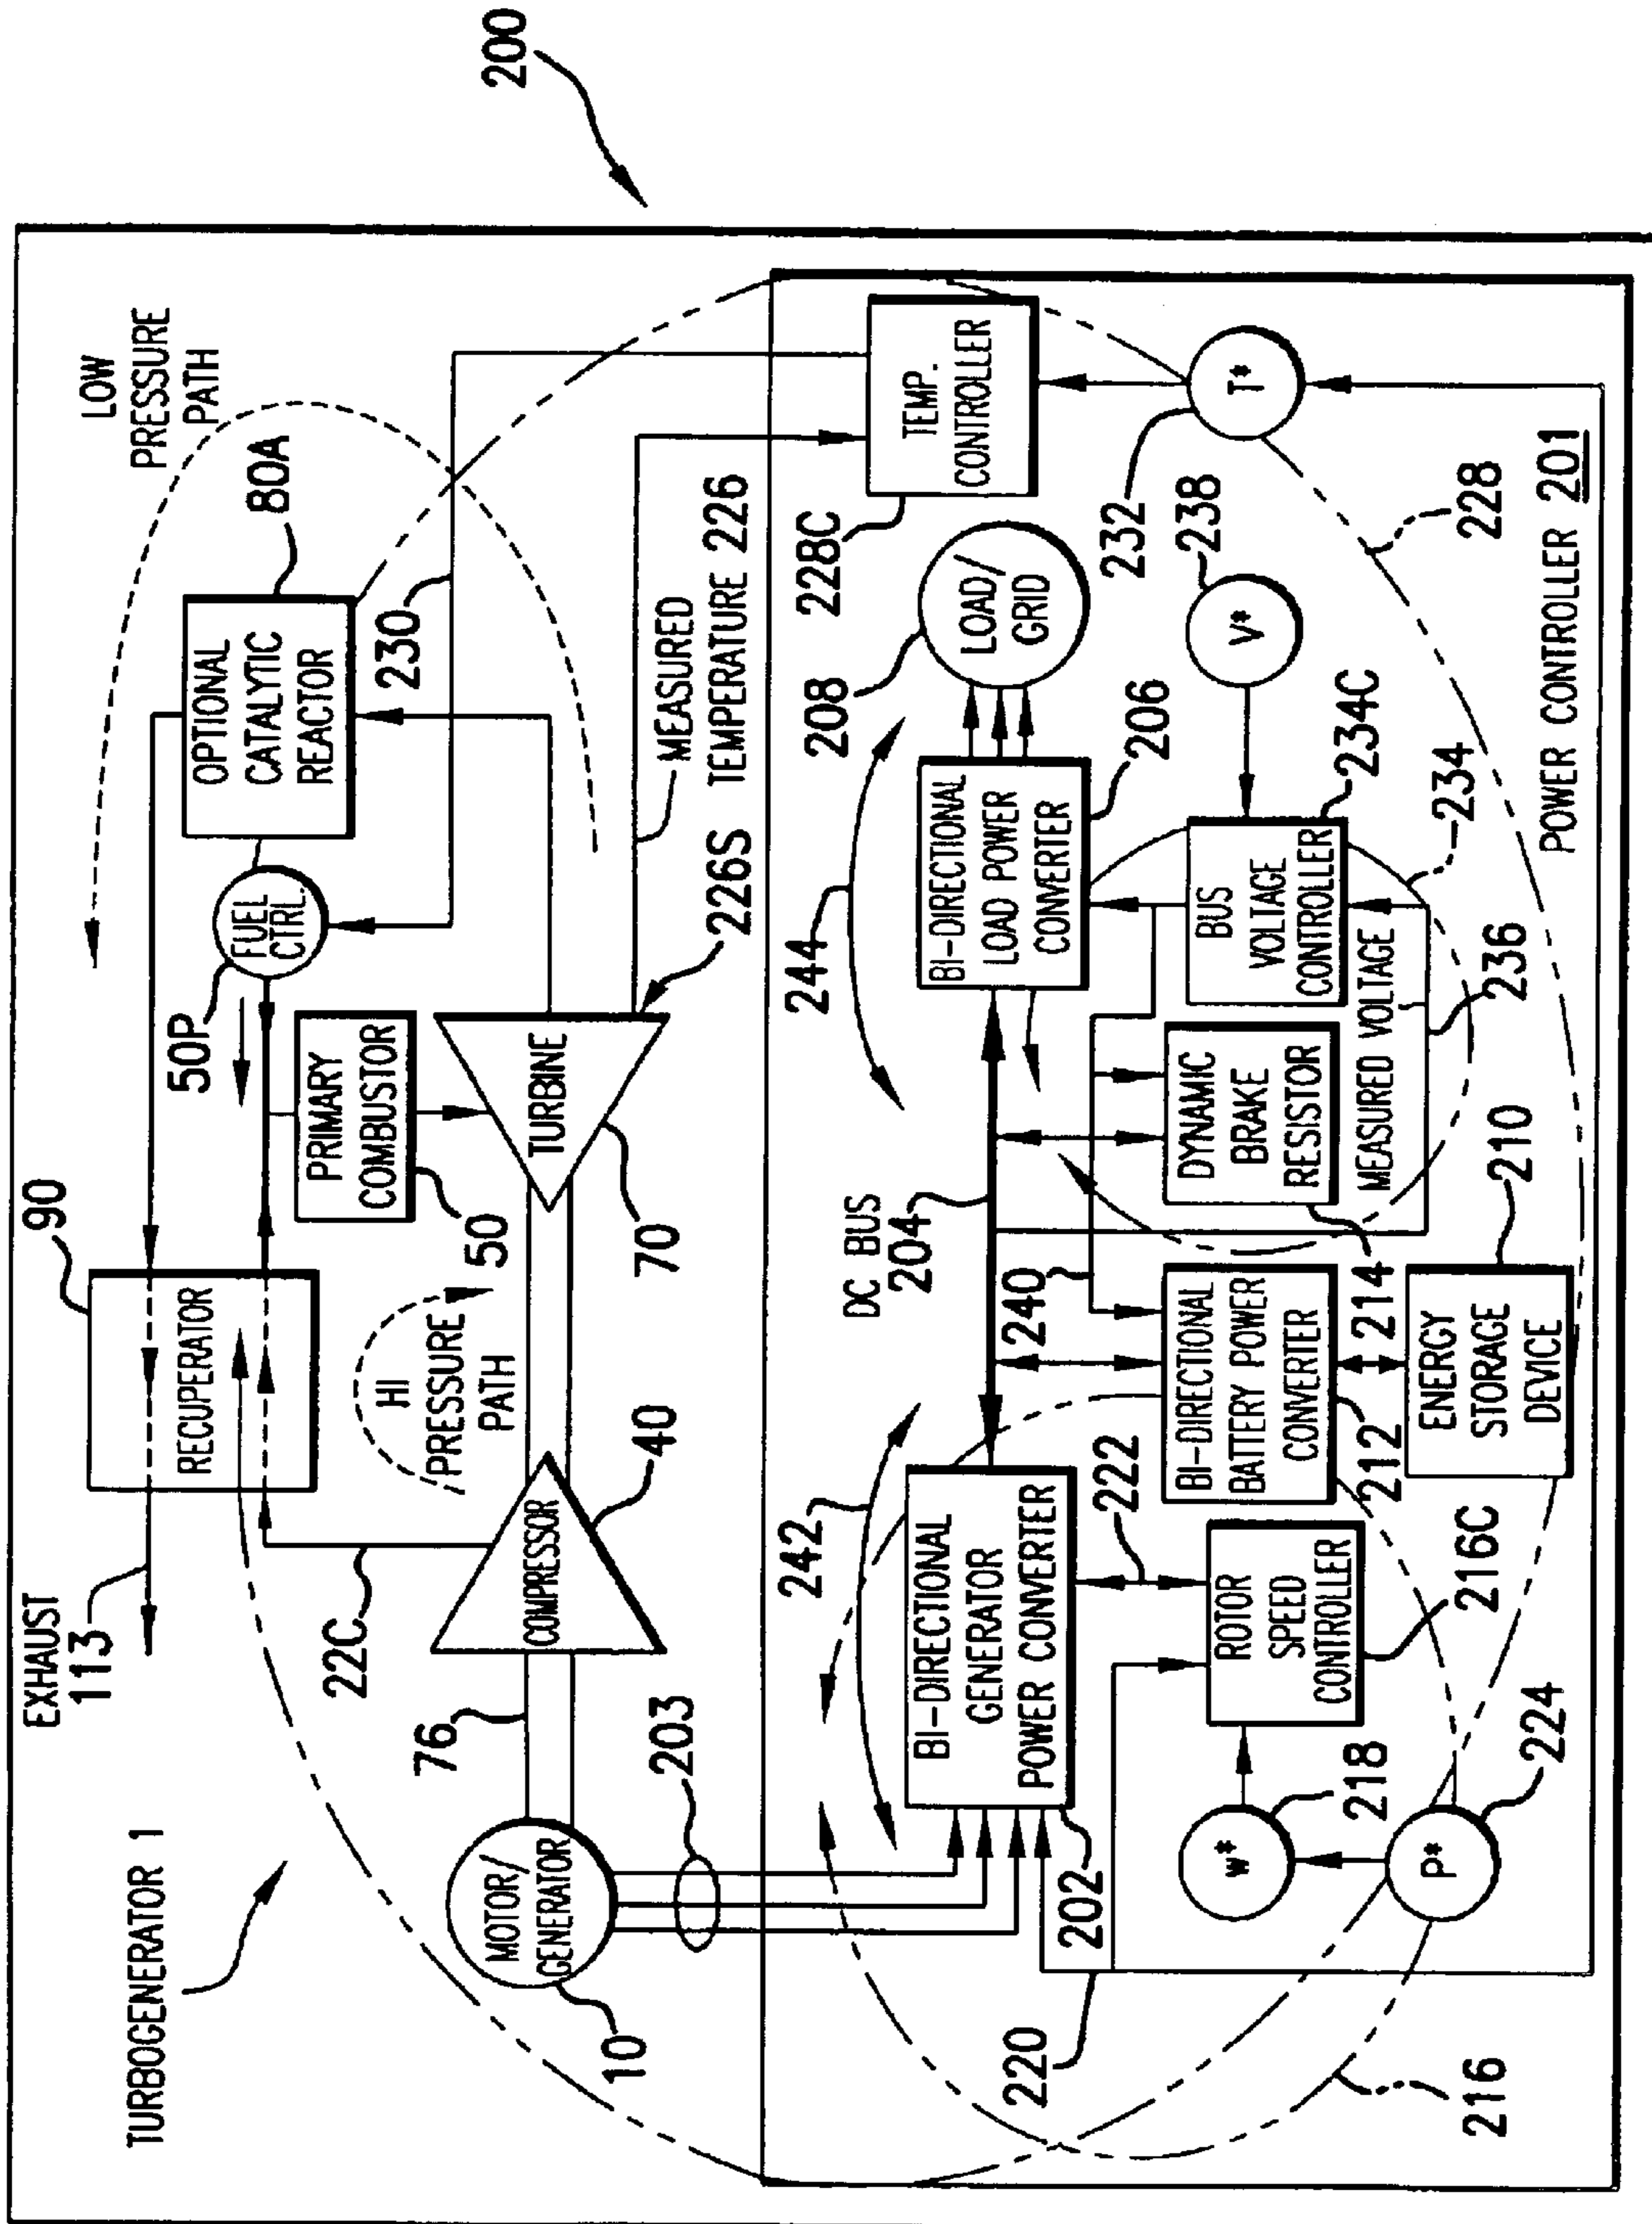 200
TURBOGENERATOR 1
EXHAUST
113
90
RECUPERATOR
50P
FUEL
CTRL.
OPTIONAL
CATALYTIC
REACTOR
80A
LOW
PRESSURE
PATH
22C
HI
PRESSURE
PATH
PRIMARY
COMBUSTOR
50
230
76
COMPRESSOR
40
TURBINE
70
226S
MEASURED
TEMPERATURE 226
MOTOR/
GENERATOR
10
203
242
DC BUS
204
244
208
228C
BI-DIRECTIONAL
GENERATOR
POWER CONVERTER
202
BI-DIRECTIONAL
LOAD POWER
CONVERTER
206
LOAD/
GRID
TEMP.
CONTROLLER
220
222
240
232
238
w*
218
ROTOR
SPEED
CONTROLLER
216C
BI-DIRECTIONAL
BATTERY POWER
CONVERTER
212
214
DYNAMIC
BRAKE
RESISTOR
BUS
VOLTAGE
CONTROLLER
234C
V*
T*
MEASURED VOLTAGE
216
P*
224
ENERGY
STORAGE
DEVICE
210
236
234
228
POWER CONTROLLER 201